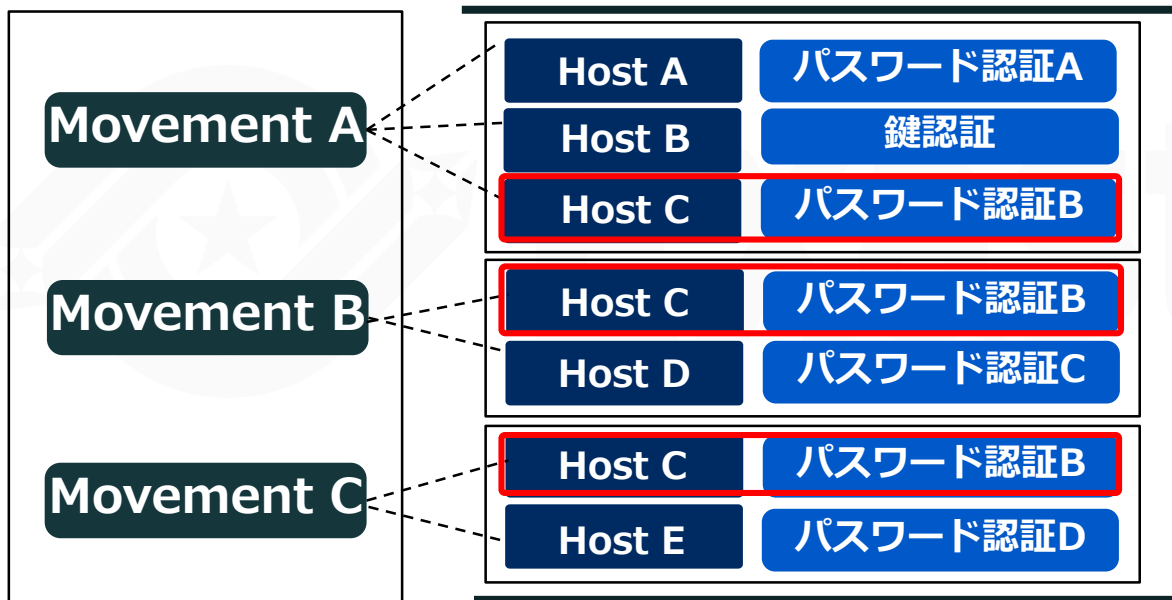 Movement A
Host A パスワード認証A
Host B 鍵認証
Host C パスワード認証B
Movement B
Host C パスワード認証B
Host D パスワード認証C
Movement C
Host C パスワード認証B
Host E パスワード認証D